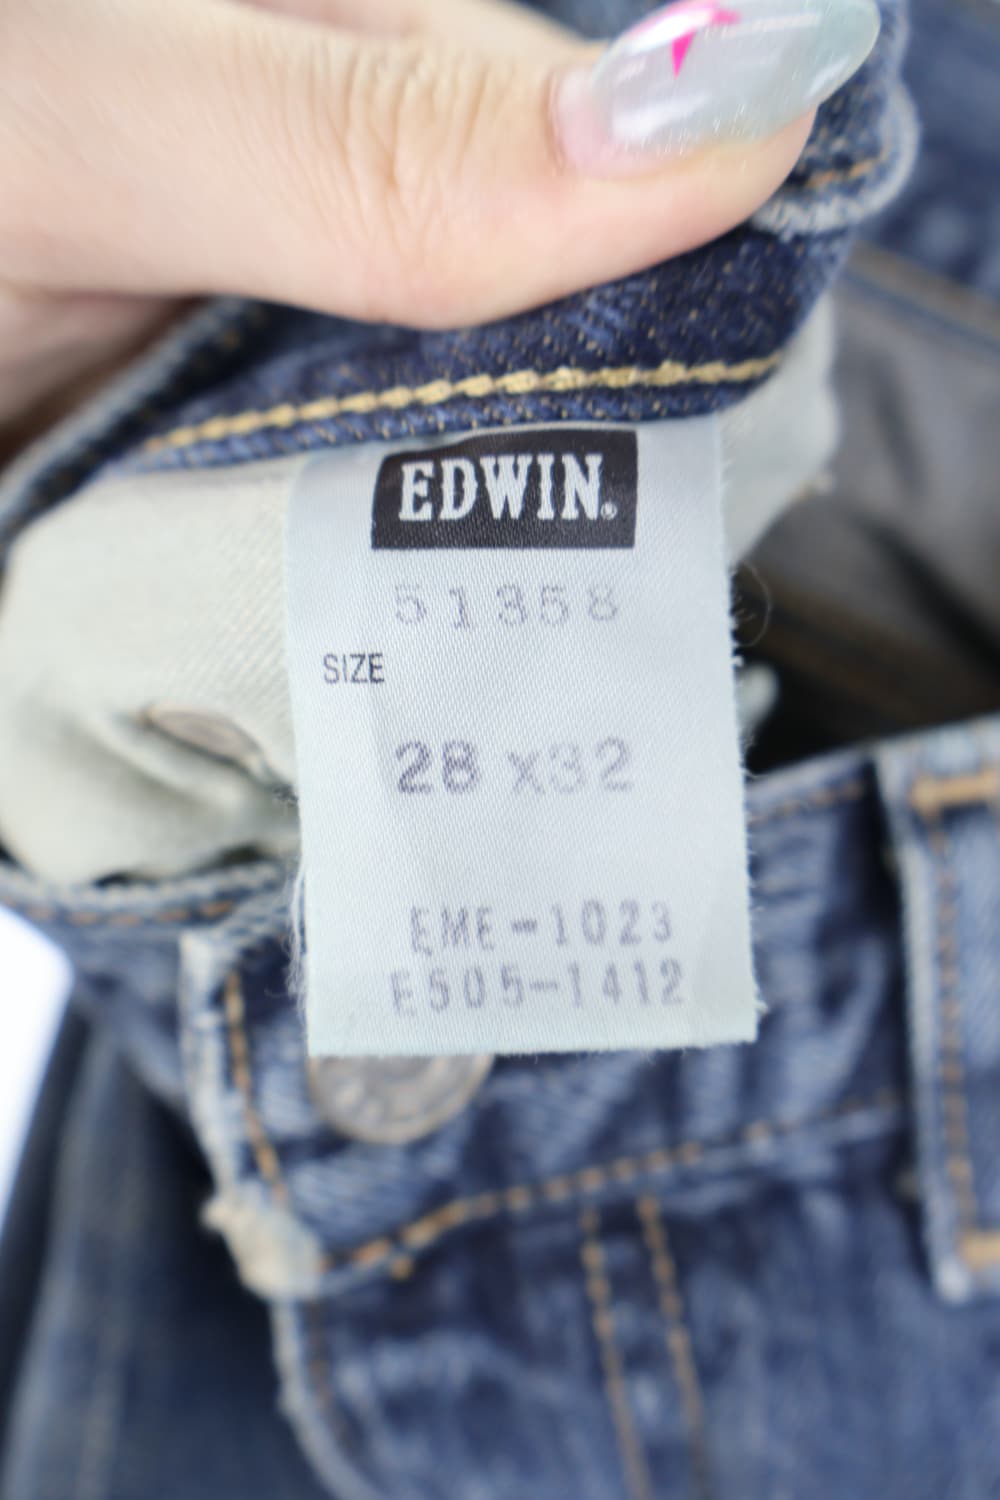 EDWIN®
51358
SIZE
28 x32
EME-1023
E505-1412